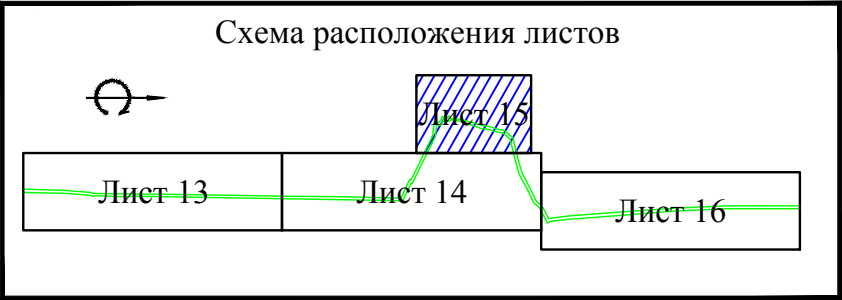 Схема расположения листов
Лист 15
Лист 13
Лист 14
Лист 16